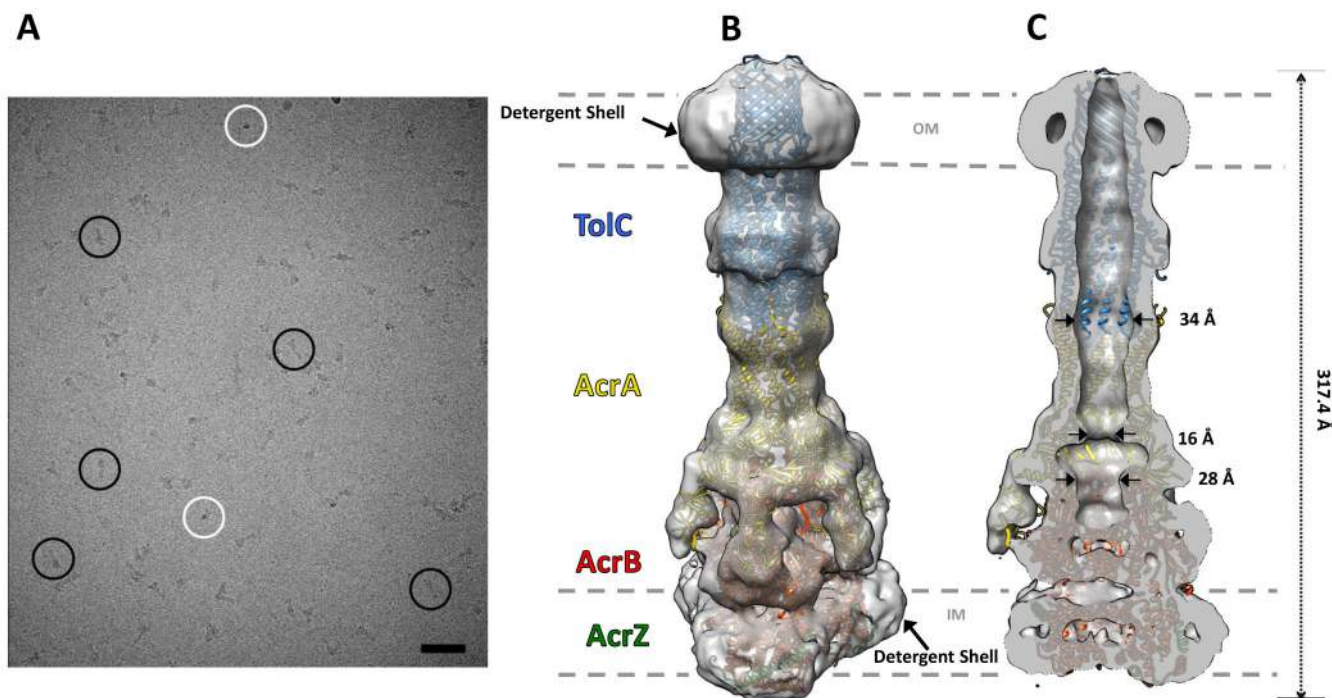 A
B
C
Detergent Shell
OM
TolC
34 Å
AcrA
317.4 Å
16 Å
28 Å
AcrB
AcrZ
IM
Detergent Shell